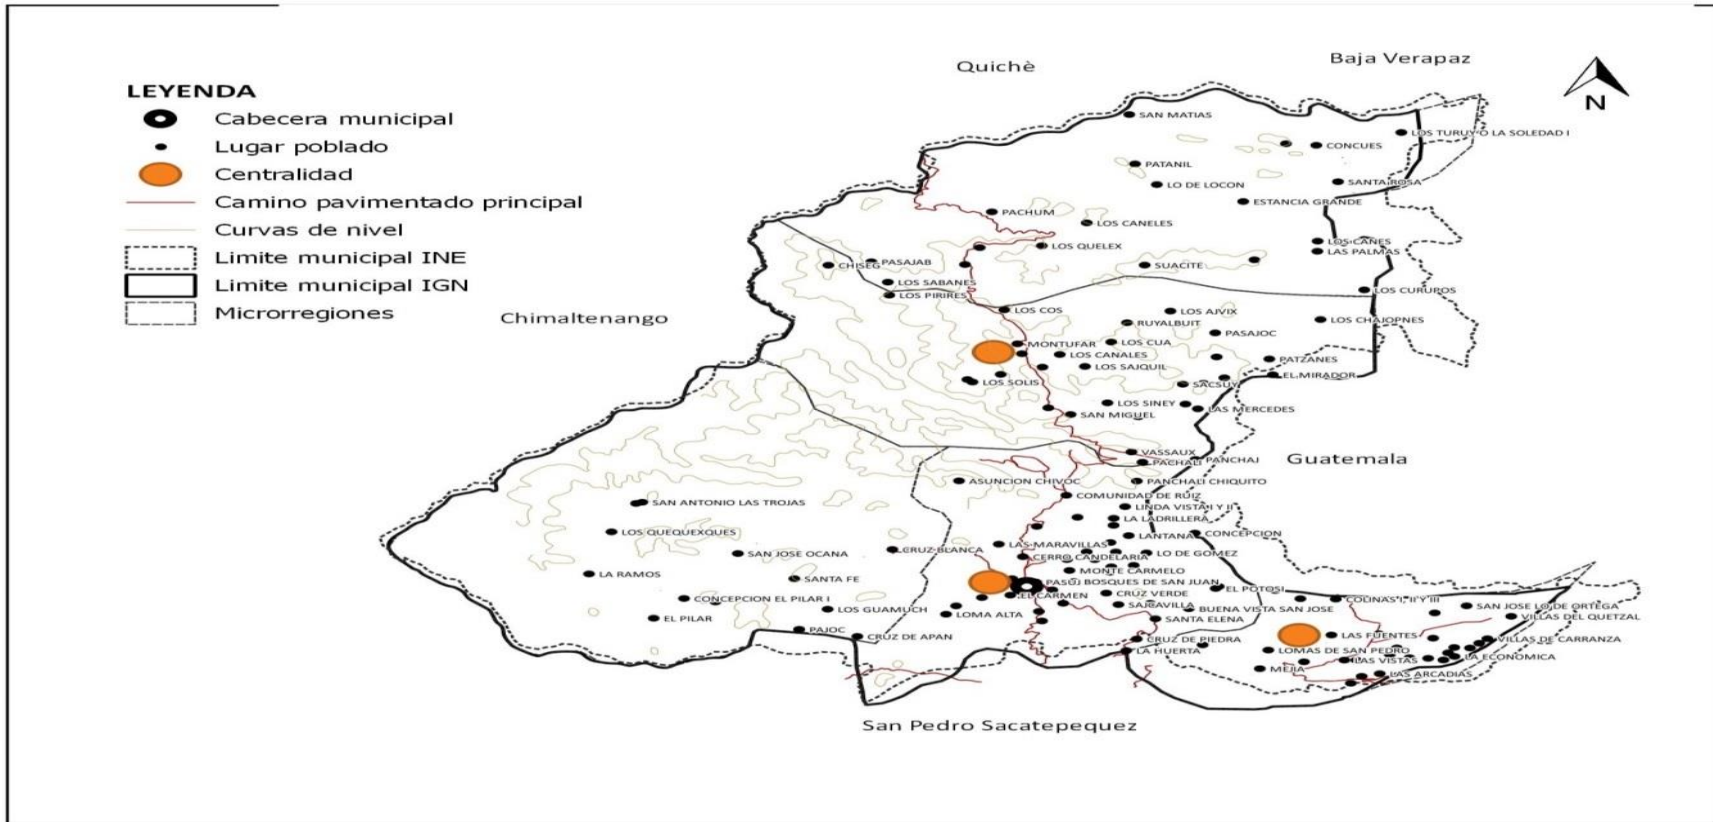 Quichè
Baja Verapaz
N
LEYENDA
Cabecera municipal
Lugar poblado
Centralidad
Camino pavimentado principal
Curvas de nivel
Limite municipal INE
Limite municipal IGN
Microrregiones
Chimaltenango
Guatemala
San Pedro Sacatepequez
SAN MATIAS
LOS TURUY O LA SOLEDAD I
CONCUES
PATANIL
LO DE LOCON
SANTA ROSA
ESTANCIA GRANDE
PACHUM
LOS CANELES
LOS QUELEX
LOS CANES
LAS PALMAS
CHISEG
PASAJAB
SUACITE
LOS SABANES
LOS PIRIRES
LOS CURUPOS
LOS COS
LOS AJVIX
RUYALBUIT
LOS CHAJOPNES
PASAJOC
MONTUFAR
LOS CUA
LOS CANALES
PATZANES
LOS SAJQUIL
EL MIRADOR
LOS SOLIS
SACSUY
LOS SINEY
LAS MERCEDES
SAN MIGUEL
VASSAUX
PACHALI
PANCHAJ
ASUNCION CHIVOC
PANCHALI CHIQUITO
COMUNIDAD DE RUIZ
SAN ANTONIO LAS TROJAS
LINDA VISTA I Y II
LA LADRILLERA
LOS QUEQUEXQUES
LANTANA
CONCEPCION
LAS MARAVILLAS
SAN JOSE OCANA
CRUZ BLANCA
CERRO CANDELARIA
LO DE GOMEZ
LA RAMOS
MONTE CARMELO
SANTA FE
BOSQUES DE SAN JUAN
EL POTOSI
EL CARMEN
CRUZ VERDE
CONCEPCION EL PILAR I
COLINAS I, II Y III
SAJCAVILLA
SAN JOSE LO DE ORTEGA
LOS GUAMUCH
BUENA VISTA SAN JOSE
LOMA ALTA
EL PILAR
SANTA ELENA
VILLAS DEL QUETZAL
PAJOC
CRUZ DE APAN
LAS FUENTES
CRUZ DE PIEDRA
VILLAS DE CARRANZA
LA HUERTA
LOMAS DE SAN PEDRO
LA ECONOMICA
LAS VISTAS
MEJIA
LAS ARCADIAS